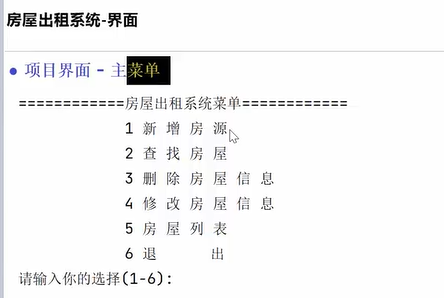 房屋出租系统-界面
● 项目界面 - 主菜单
=============房屋出租系统菜单============
1 新 增 房 源
2 查 找 房 屋
3 删 除 房 屋 信 息
4 修 改 房 屋 信 息
5 房 屋 列 表
6 退 出
请输入你的选择(1-6):